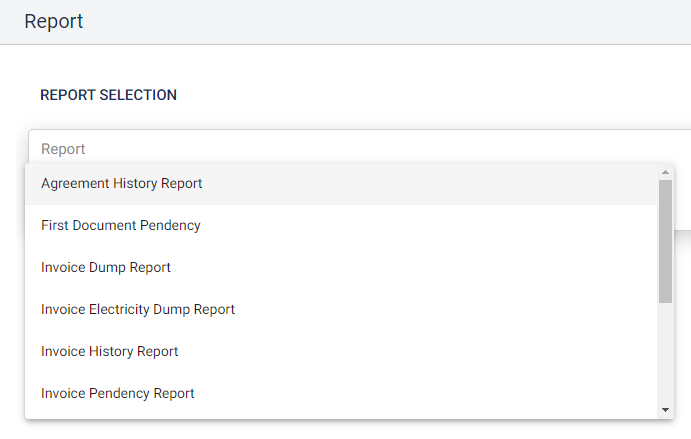 Report
REPORT SELECTION
Report
Agreement History Report
First Document Pendency
Invoice Dump Report
Invoice Electricity Dump Report
Invoice History Report
Invoice Pendency Report